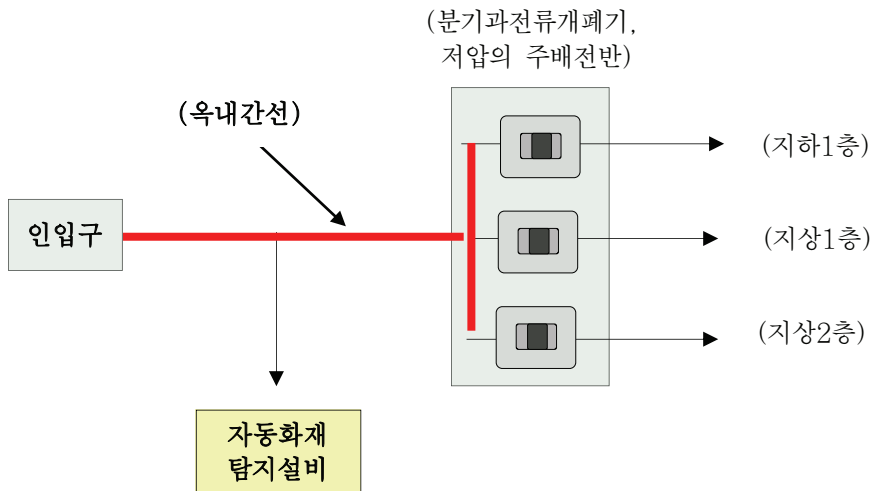 (분기과전류개폐기,
저압의 주배전반)
(옥내간선)
(지하1층)
인입구
(지상1층)
(지상2층)
자동화재
탐지설비